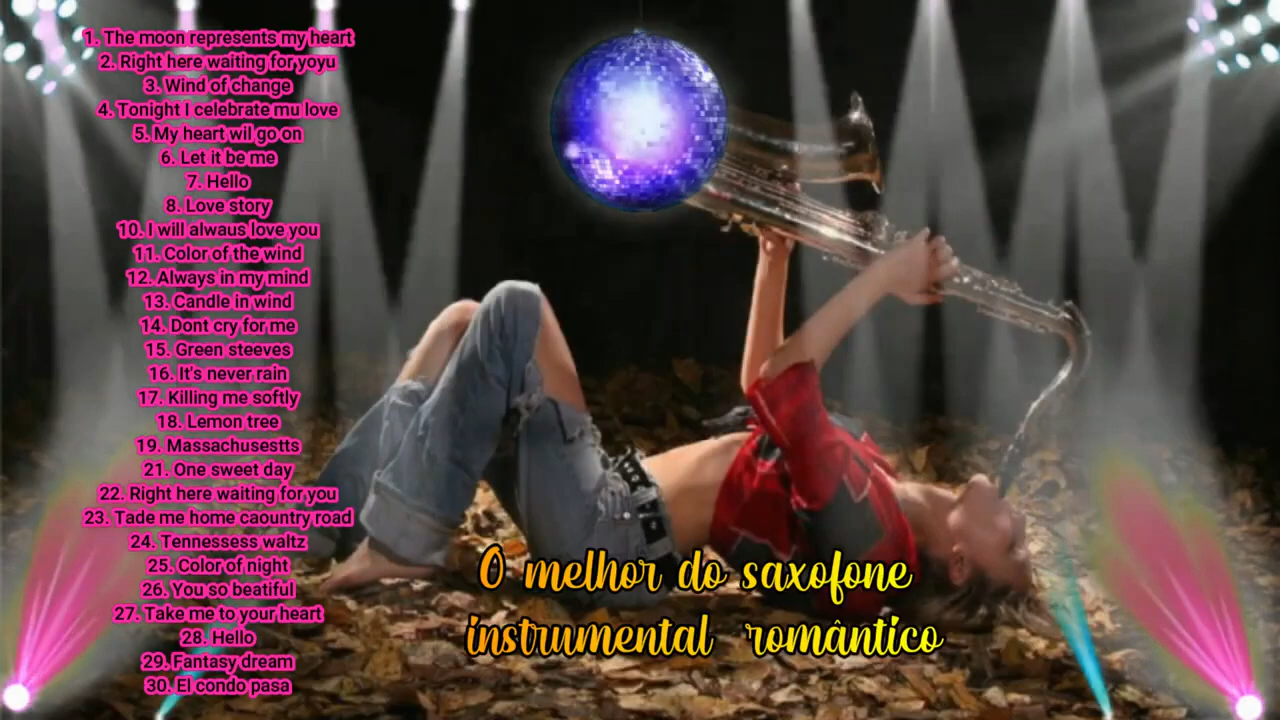 1. The moon represents my heart
2. Right here waiting for yoyu
3. Wind of change
4. Tonight I celebrate mu love
5. My heart wil go on
6. Let it be me
7. Hello
8. Love story
10. I will alwaus love you
11. Color of the wind
12. Always in my mind
13. Candle in wind
14. Dont cry for me
15. Green steeves
16. It's never rain
17. Killing me softly
18. Lemon tree
19. Massachusestts
21. One sweet day
22. Right here waiting for you
23. Tade me home caountry road
24. Tennessess waltz
25. Color of night
26. You so beatiful
27. Take me to your heart
28. Hello
29. Fantasy dream
30. El condo pasa
O melhor do saxofone
instrumental romântico